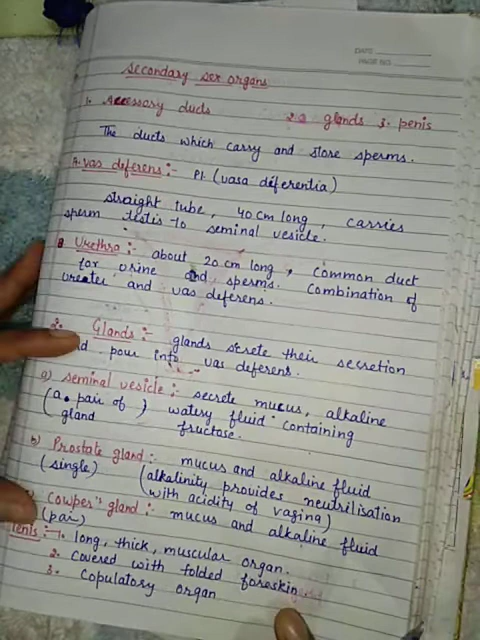 DATE
PAGE NO.
Secondary sex organs
1. Accessory ducts 2. glands 3. penis
The ducts which carry and store sperms.
A. vas deferens :- Pl. (vasa deferentia)
straight tube, 40 cm long, carries
sperm testis to seminal vesicle.
B Urethra :- about 20 cm long, common duct
for urine and sperms. Combination of
ureter and vas deferens.
Glands :- glands secrete their secretion
pour into vas deferens.
a) seminal vesicle :- secrete mucus, alkaline
(a pair of) watery fluid containing
gland fructose.
b) Prostate gland :- mucus and alkaline fluid
(single) (alkalinity provides neutrilisation
with acidity of vagina)
Cowper's gland :- mucus and alkaline fluid
(pair)
Penis :- 1. long, thick, muscular organ.
2. covered with folded foreskin
3. Copulatory organ